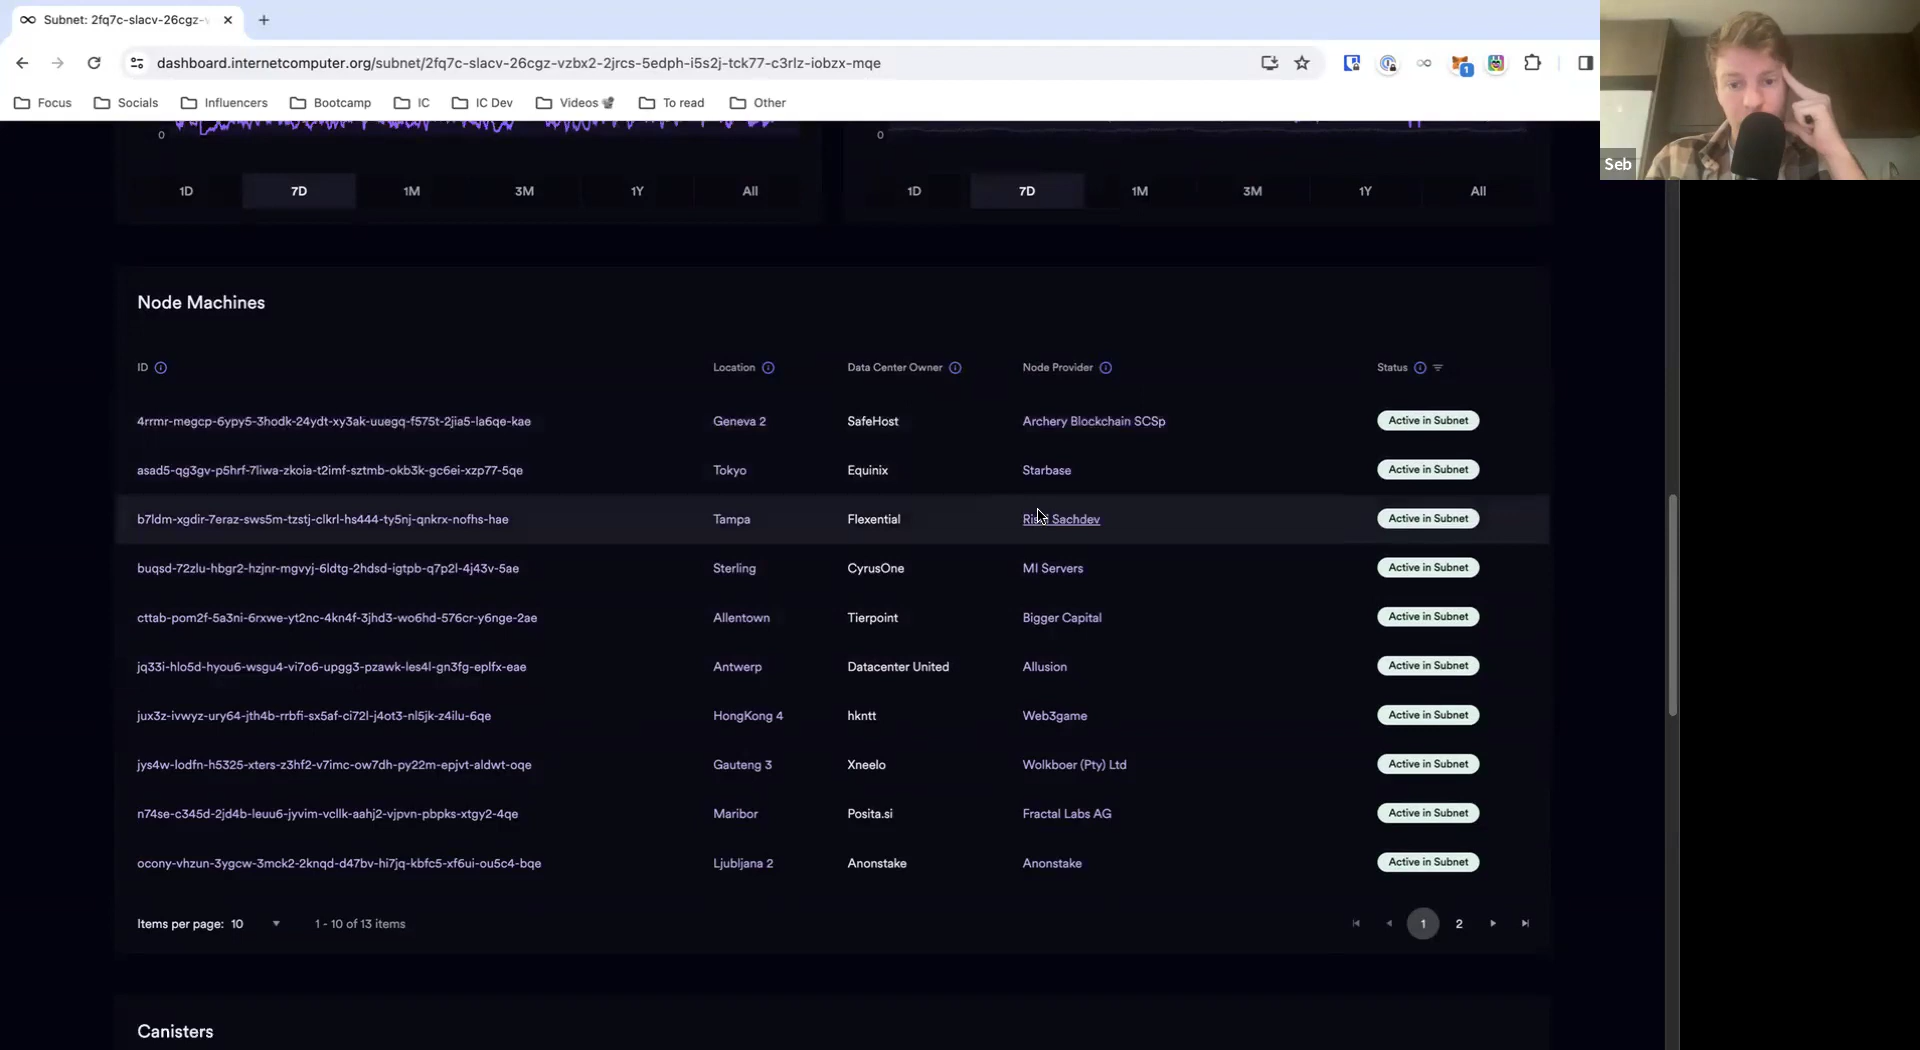 Subnet: 2fq7c-slacv-26cgz-
dashboard.internetcomputer.org/subnet/2fq7c-slacv-26cgz-vzbx2-2jrcs-5edph-i5s2j-tck77-c3rlz-iobzx-mqe
1
Focus Socials Influencers Bootcamp IC IC Dev Videos To read Other
Seb
0 0
1D 7D 1M 3M 1Y All 1D 7D 1M 3M 1Y All
Node Machines
ID Location Data Center Owner Node Provider Status
4rrmr-megcp-6ypy5-3hodk-24ydt-xy3ak-uuegq-f575t-2jia5-la6qe-kae Geneva 2 SafeHost Archery Blockchain SCSp Active in Subnet
asad5-qg3gv-p5hrf-7liwa-zkoia-t2imf-sztmb-okb3k-gc6ei-xzp77-5qe Tokyo Equinix Starbase Active in Subnet
b7ldm-xgdir-7eraz-sws5m-tzstj-clkrl-hs444-ty5nj-qnkrx-nofhs-hae Tampa Flexential Sachdev Active in Subnet
buqsd-72zlu-hbgr2-hzjnr-mgvyj-6ldtg-2hdsd-igtpb-q7p2l-4j43v-5ae Sterling CyrusOne MI Servers Active in Subnet
cttab-pom2f-5a3ni-6rxwe-yt2nc-4kn4f-3jhd3-wo6hd-576cr-y6nge-2ae Allentown Tierpoint Bigger Capital Active in Subnet
jq33i-hlo5d-hyou6-wsgu4-vi7o6-upgg3-pzawk-les4l-gn3fg-eplfx-eae Antwerp Datacenter United Allusion Active in Subnet
jux3z-ivwyz-ury64-jth4b-rrbfi-sx5af-ci72l-j4ot3-nl5jk-z4ilu-6qe HongKong 4 hkntt Web3game Active in Subnet
jys4w-lodfn-h5325-xters-z3hf2-v7imc-ow7dh-py22m-epjvt-aldwt-oqe Gauteng 3 Xneelo Wolkboer (Pty) Ltd Active in Subnet
n74se-c345d-2jd4b-leuu6-jyvim-vcllk-aahj2-vjpvn-pbpks-xtgy2-4qe Maribor Posita.si Fractal Labs AG Active in Subnet
ocony-vhzun-3ygcw-3mck2-2knqd-d47bv-hi7jq-kbfc5-xf6ui-ou5c4-bqe Ljubljana 2 Anonstake Anonstake Active in Subnet
Items per page: 10 1 - 10 of 13 items 1 2
Canisters